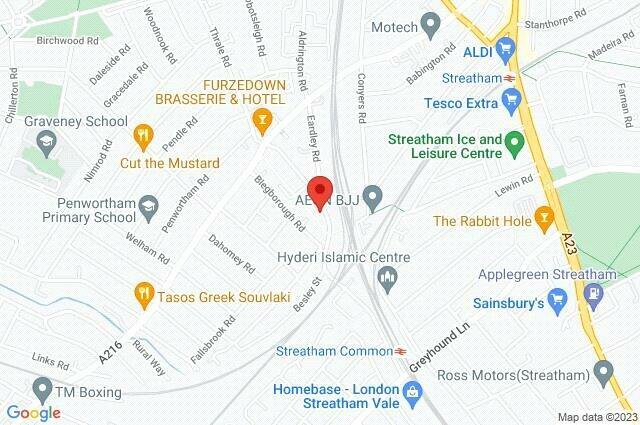 Woodnook Rd
Thrale Rd
Aldrington Rd
Abbotsleigh Rd
Motech
Stanthorpe Rd
Birchwood Rd
Madeira Rd
ALDI
Babington Rd
Streatham
Chillerton Rd
Daleside Rd
Gracedale Rd
FURZEDOWN
BRASSERIE & HOTEL
Conyers Rd
Tesco Extra
Farnan Rd
Graveney School
Pendle Rd
Eardley Rd
Streatham Ice and
Leisure Centre
Nimrod Rd
Cut the Mustard
Penwortham Rd
Blegborough Rd
Lewin Rd
Penwortham
Primary School
BJJ
The Rabbit Hole
Welham Rd
Dahomey Rd
A23
Hyderi Islamic Centre
Besley St
Applegreen Streatham
Tasos Greek Souvlaki
Sainsbury's
Fallsbrook Rd
Greyhound Ln
A216
Rural Way
Streatham Common
Links Rd
TM Boxing
Homebase - London
Streatham Vale
Ross Motors(Streatham)
Google
Map data ©2023